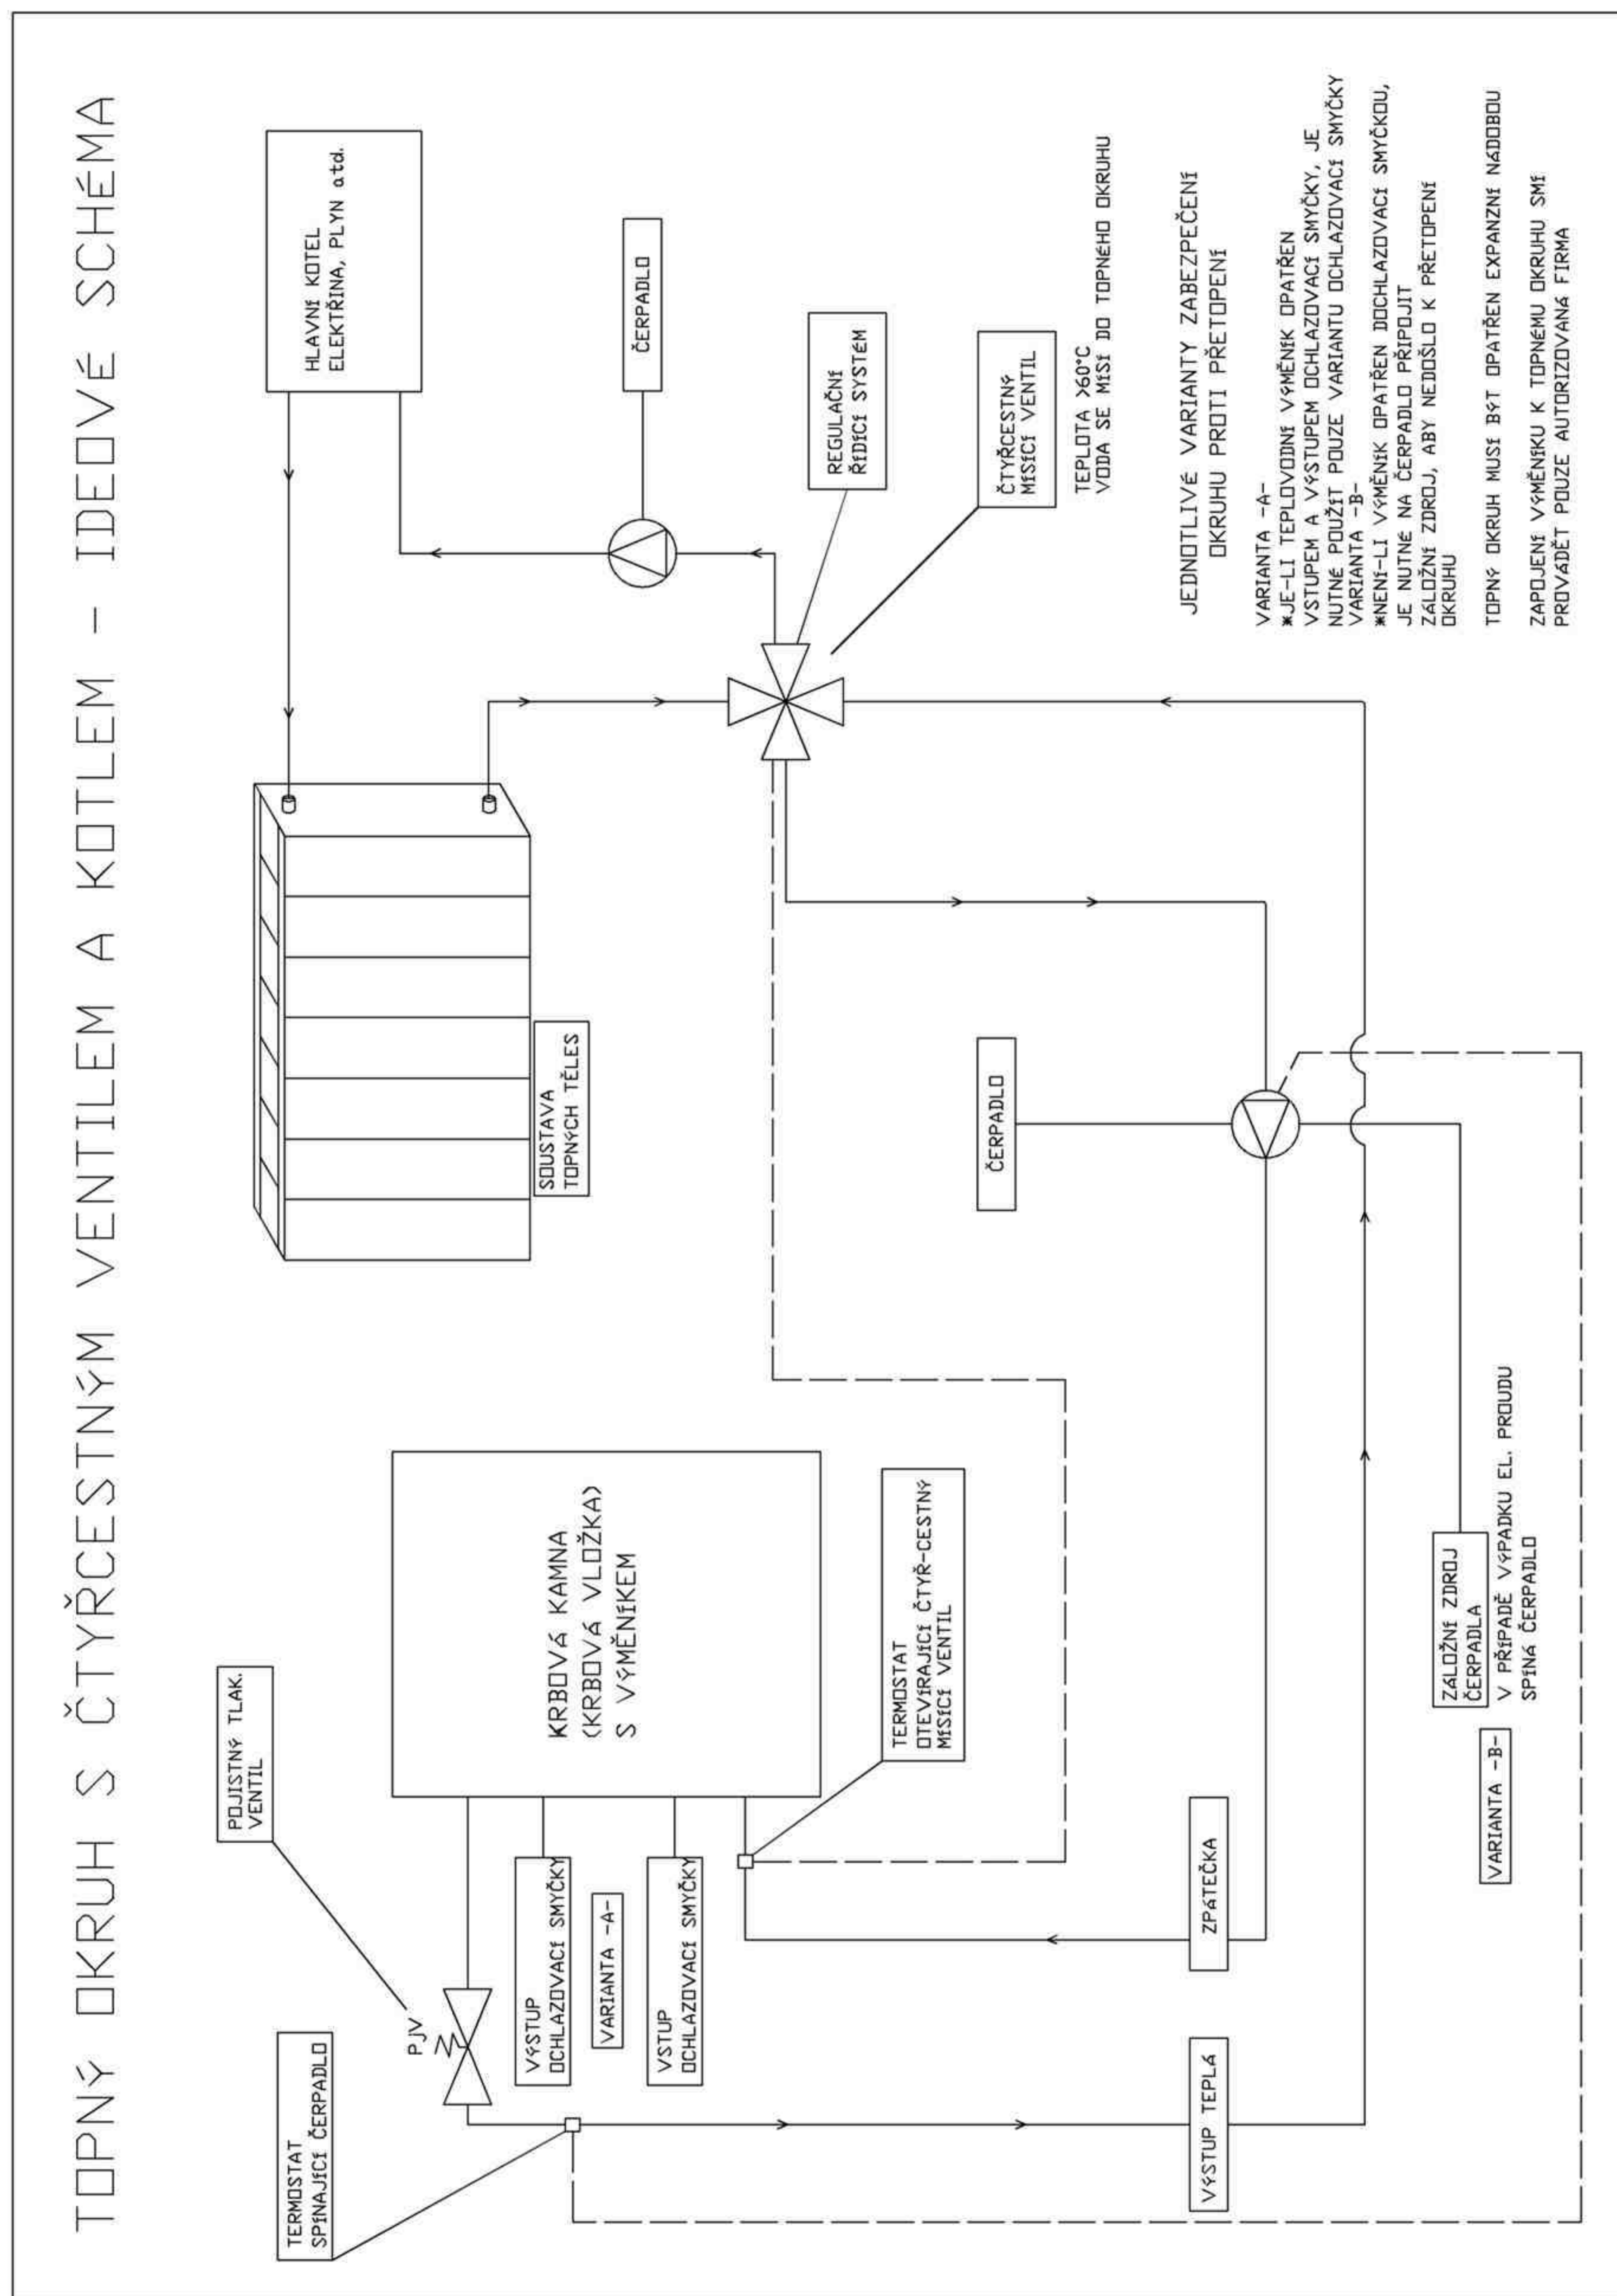 TOPNÝ OKRUH S ČTYŘCESTNÝM VENTILEM A KOTLEM - IDEOVÉ SCHÉMA
TERMOSTAT
SPÍNAJÍCÍ ČERPADLO
POJISTNÝ TLAK.
VENTIL
PJV
HLAVNÍ KOTEL
ELEKTŘINA, PLYN atd.
KRBOVÁ KAMNA
(KRBOVÁ VLOŽKA)
S VÝMĚNÍKEM
VÝSTUP
OCHLAZOVACÍ SMYČKY
VARIANTA -A-
VSTUP
OCHLAZOVACÍ SMYČKY
SOUSTAVA
TOPNÝCH TĚLES
ČERPADLO
REGULAČNÍ
ŘÍDÍCÍ SYSTÉM
ČTYŘCESTNÝ
MÍSÍCÍ VENTIL
TERMOSTAT
OTEVÍRAJÍCÍ ČTYŘ-CESTNÝ
MÍSÍCÍ VENTIL
ČERPADLO
TEPLOTA >60°C
VODA SE MÍSÍ DO TOPNÉHO OKRUHU
VÝSTUP TEPLÁ
ZPÁTEČKA
JEDNOTLIVÉ VARIANTY ZABEZPEČENÍ
OKRUHU PROTI PŘETOPENÍ
VARIANTA -A-
*JE-LI TEPLOVODNÍ VÝMĚNÍK OPATŘEN
VSTUPEM A VÝSTUPEM OCHLAZOVACÍ SMYČKY, JE
NUTNÉ POUŽÍT POUZE VARIANTU OCHLAZOVACÍ SMYČKY
VARIANTA -B-
*NENÍ-LI VÝMĚNÍK OPATŘEN DOCHLAZOVACÍ SMYČKOU,
JE NUTNÉ NA ČERPADLO PŘIPOJIT
ZÁLOŽNÍ ZDROJ, ABY NEDOŠLO K PŘETOPENÍ
OKRUHU
TOPNÝ OKRUH MUSÍ BÝT OPATŘEN EXPANZNÍ NÁDOBOU
ZAPOJENÍ VÝMĚNÍKU K TOPNÉMU OKRUHU SMÍ
PROVÁDĚT POUZE AUTORIZOVANÁ FIRMA
ZÁLOŽNÍ ZDROJ
ČERPADLA
V PŘÍPADĚ VÝPADKU EL. PROUDU
SPÍNÁ ČERPADLO
VARIANTA -B-